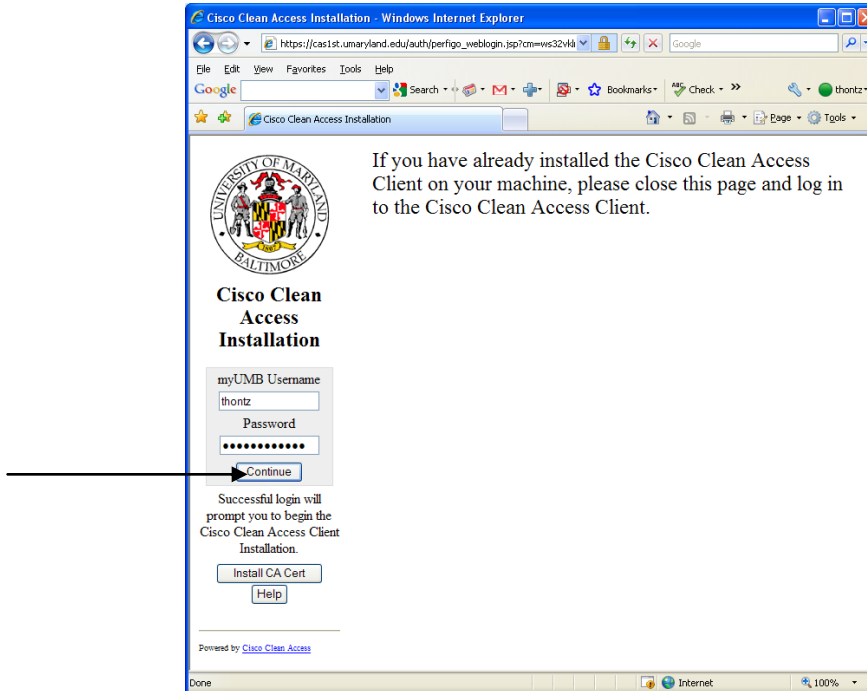 Cisco Clean Access Installation - Windows Internet Explorer
https://cas1st.umaryland.edu/auth/perfigo_weblogin.jsp?cm=ws32vkl
Google
File Edit View Favorites Tools Help
Google Search Bookmarks ABC Check thontz
Cisco Clean Access Installation Page Tools
UNIVERSITY OF MARYLAND
1807
BALTIMORE
If you have already installed the Cisco Clean Access
Client on your machine, please close this page and log in
to the Cisco Clean Access Client.
Cisco Clean
Access
Installation
myUMB Username
thontz
Password
●●●●●●●●●●●●
Continue
Successful login will
prompt you to begin the
Cisco Clean Access Client
Installation.
Install CA Cert
Help
Powered by Cisco Clean Access
Done Internet 100%